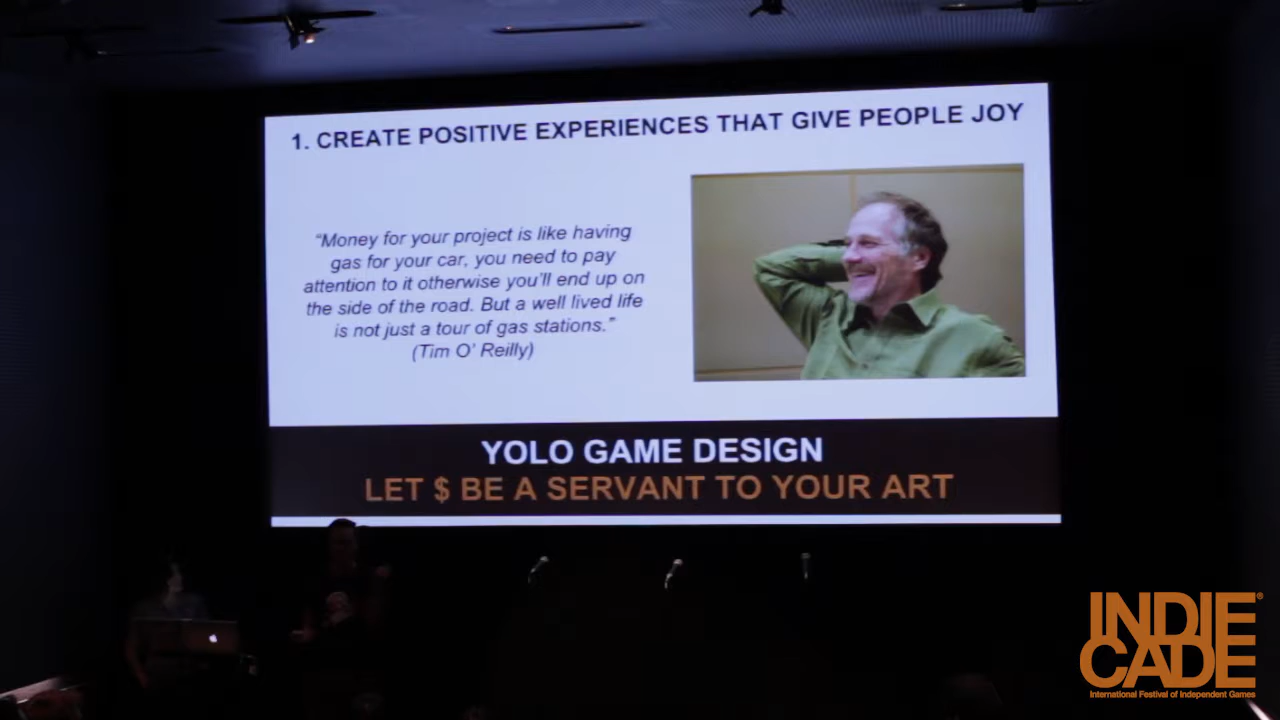 1. CREATE POSITIVE EXPERIENCES THAT GIVE PEOPLE JOY
“Money for your project is like having
gas for your car, you need to pay
attention to it otherwise you’ll end up on
the side of the road. But a well lived life
is not just a tour of gas stations.”
(Tim O’ Reilly)
YOLO GAME DESIGN
LET $ BE A SERVANT TO YOUR ART
INDIE®
CADE
International Festival of Independent Games